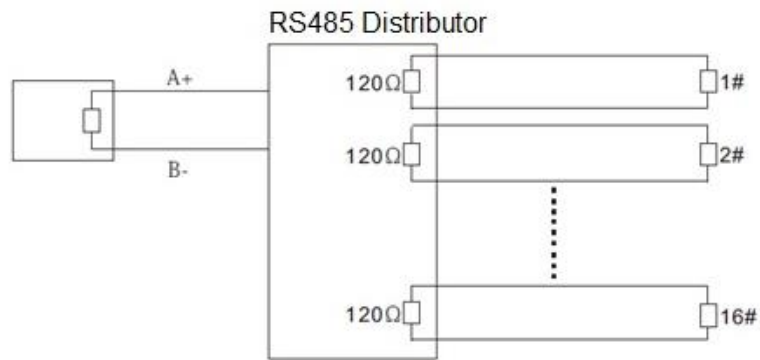 RS485 Distributor
A+
B-
120Ω 1#
120Ω 2#
120Ω 16#